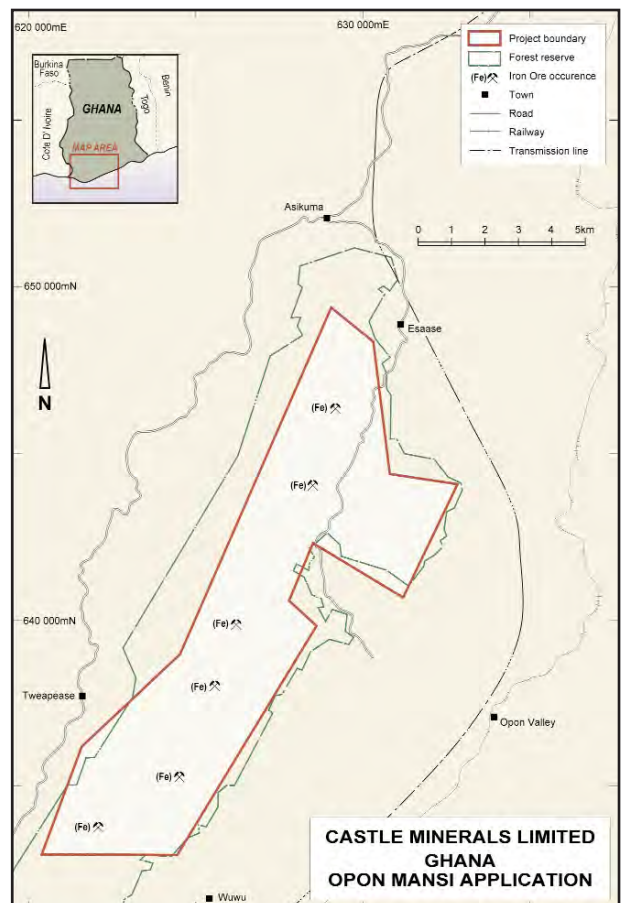 620 000mE
630 000mE
Burkina
Faso
Benin
GHANA
Togo
Cote D' Ivoire
MAP AREA
Project boundary
Forest reserve
(Fe) Iron Ore occurence
Town
Road
Railway
Transmission line
0 1 2 3 4 5km
Asikuma
650 000mN
Esaase
N
(Fe)
(Fe)
640 000mN
(Fe)
(Fe)
Tweapease
Opon Valley
(Fe)
(Fe)
Wuwu
CASTLE MINERALS LIMITED
GHANA
OPON MANSI APPLICATION